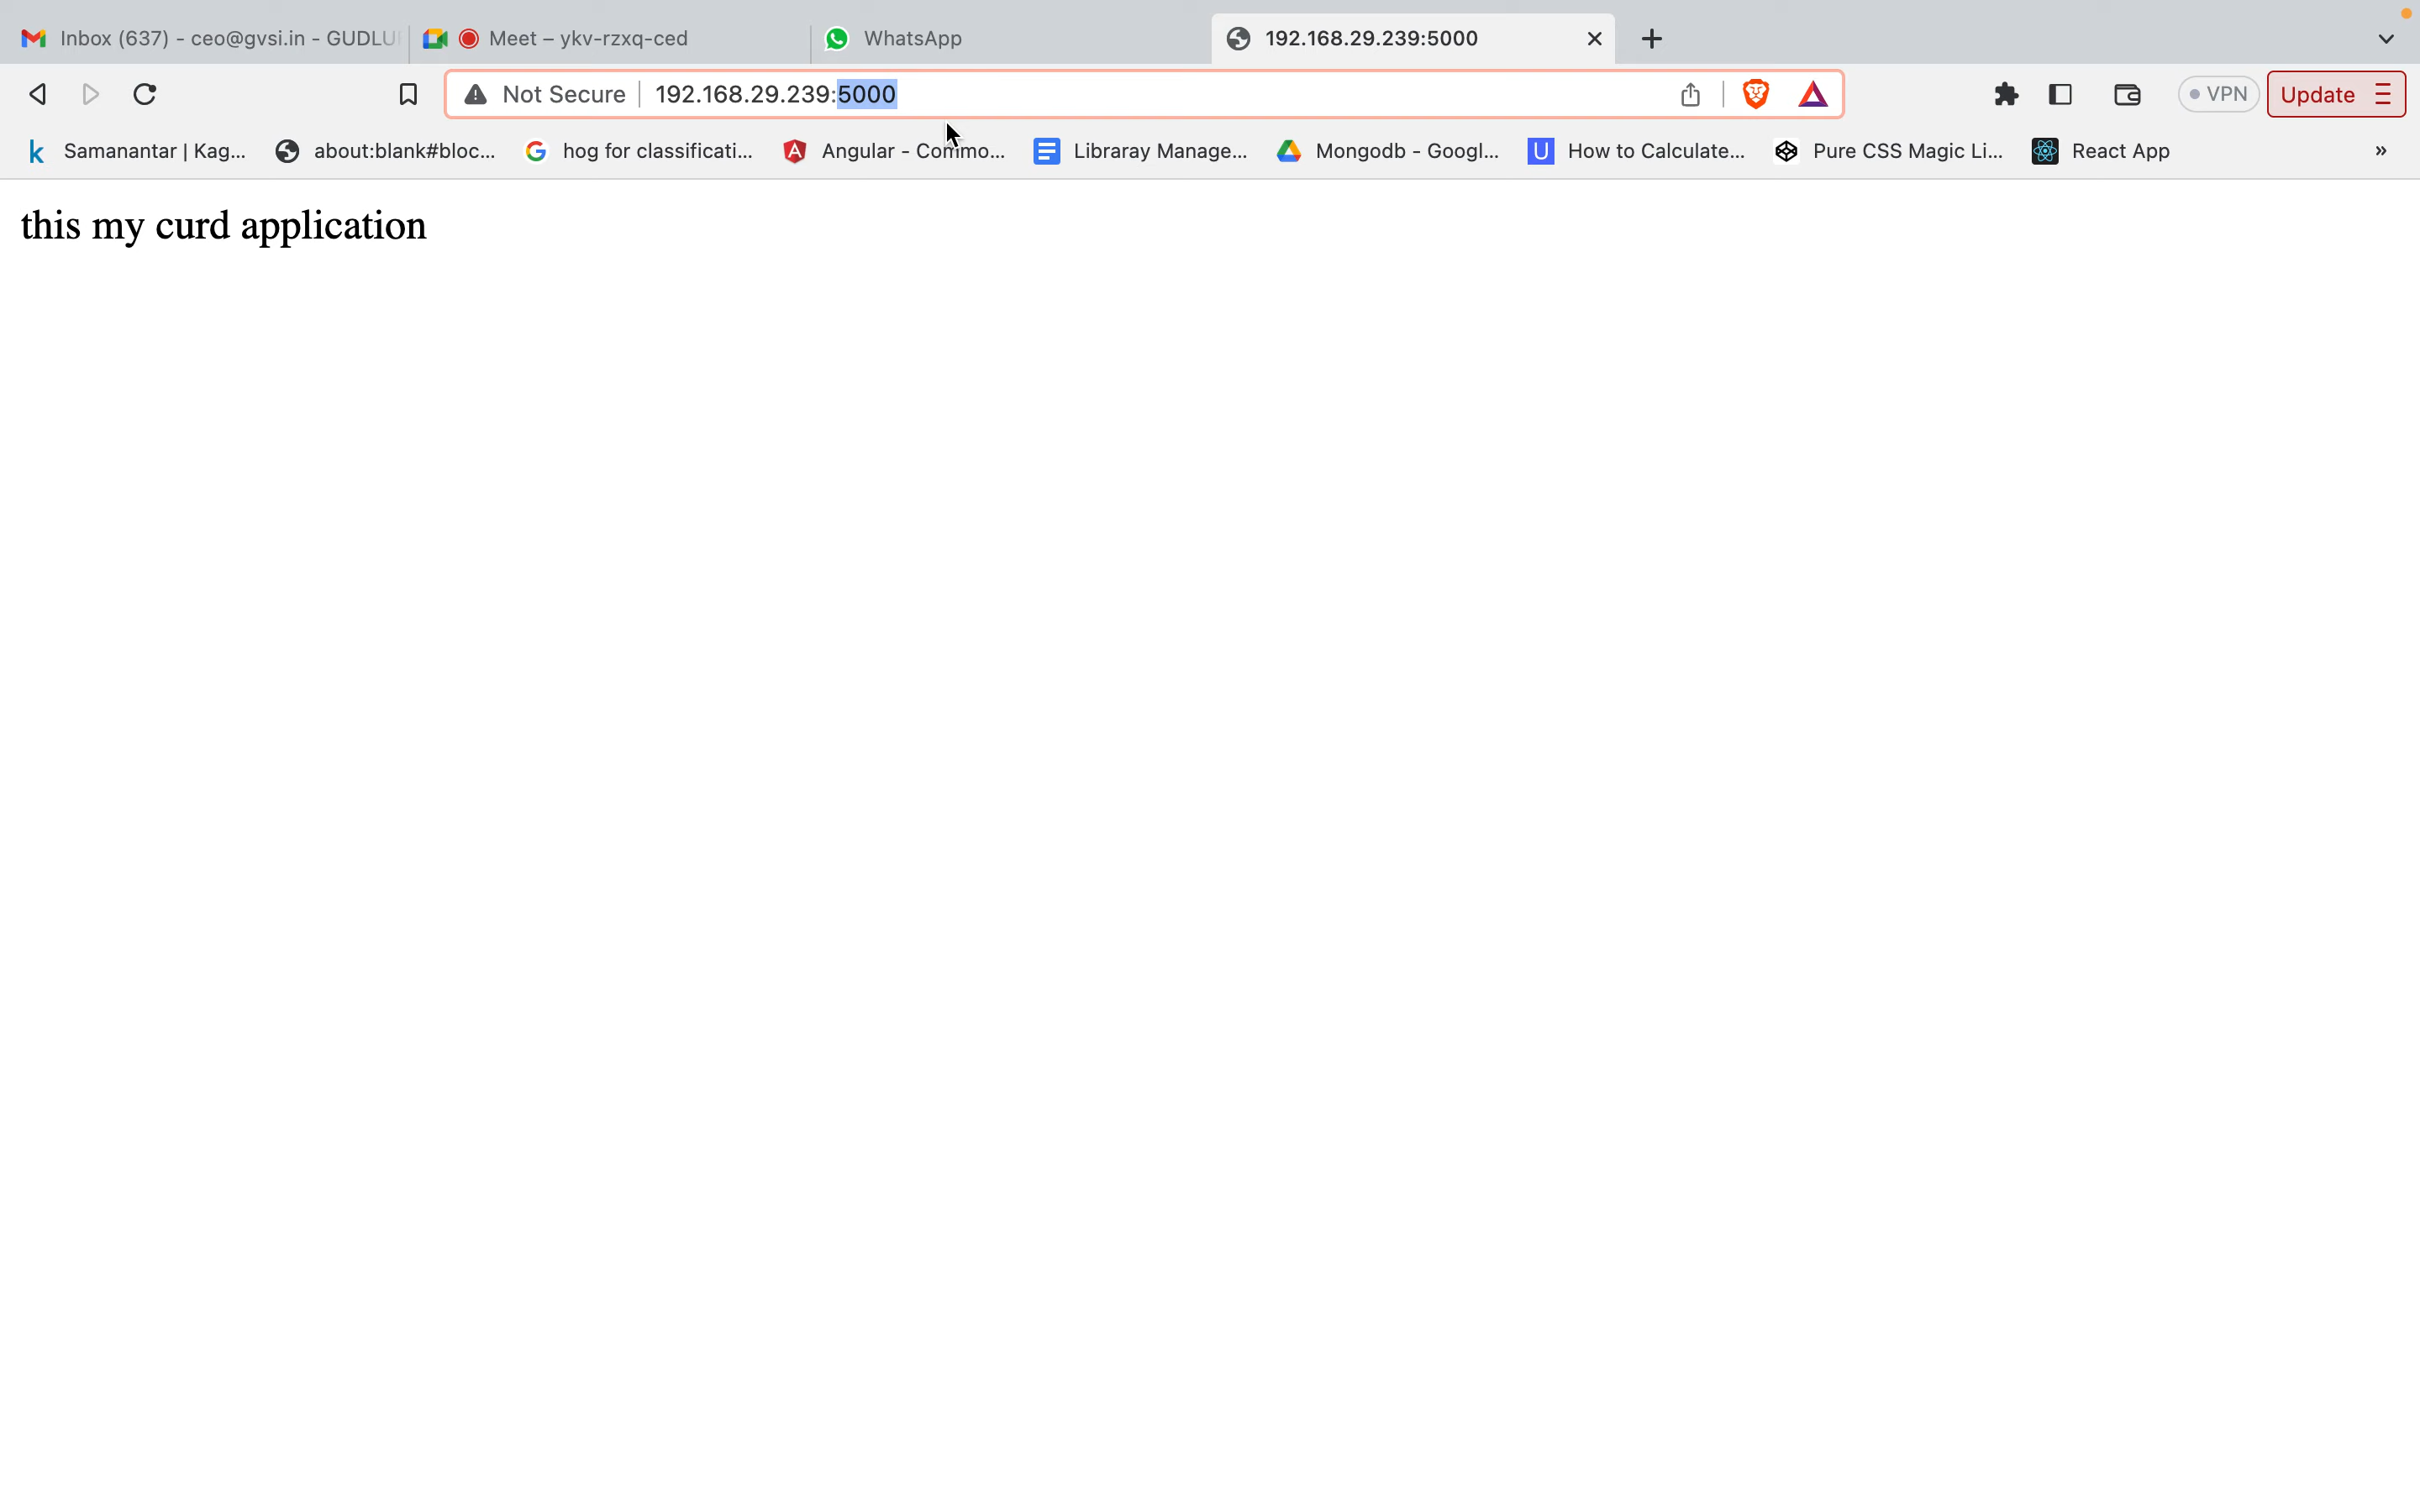 Inbox (637) - ceo@gvsi.in - GUDLU
Meet – ykv-rzxq-ced
WhatsApp
192.168.29.239:5000
Not Secure
192.168.29.239:5000
VPN
Update
k Samanantar | Kag...
about:blank#bloc...
hog for classificati...
Angular - Commo...
Libraray Manage...
Mongodb - Googl...
U How to Calculate...
Pure CSS Magic Li...
React App
»
this my curd application